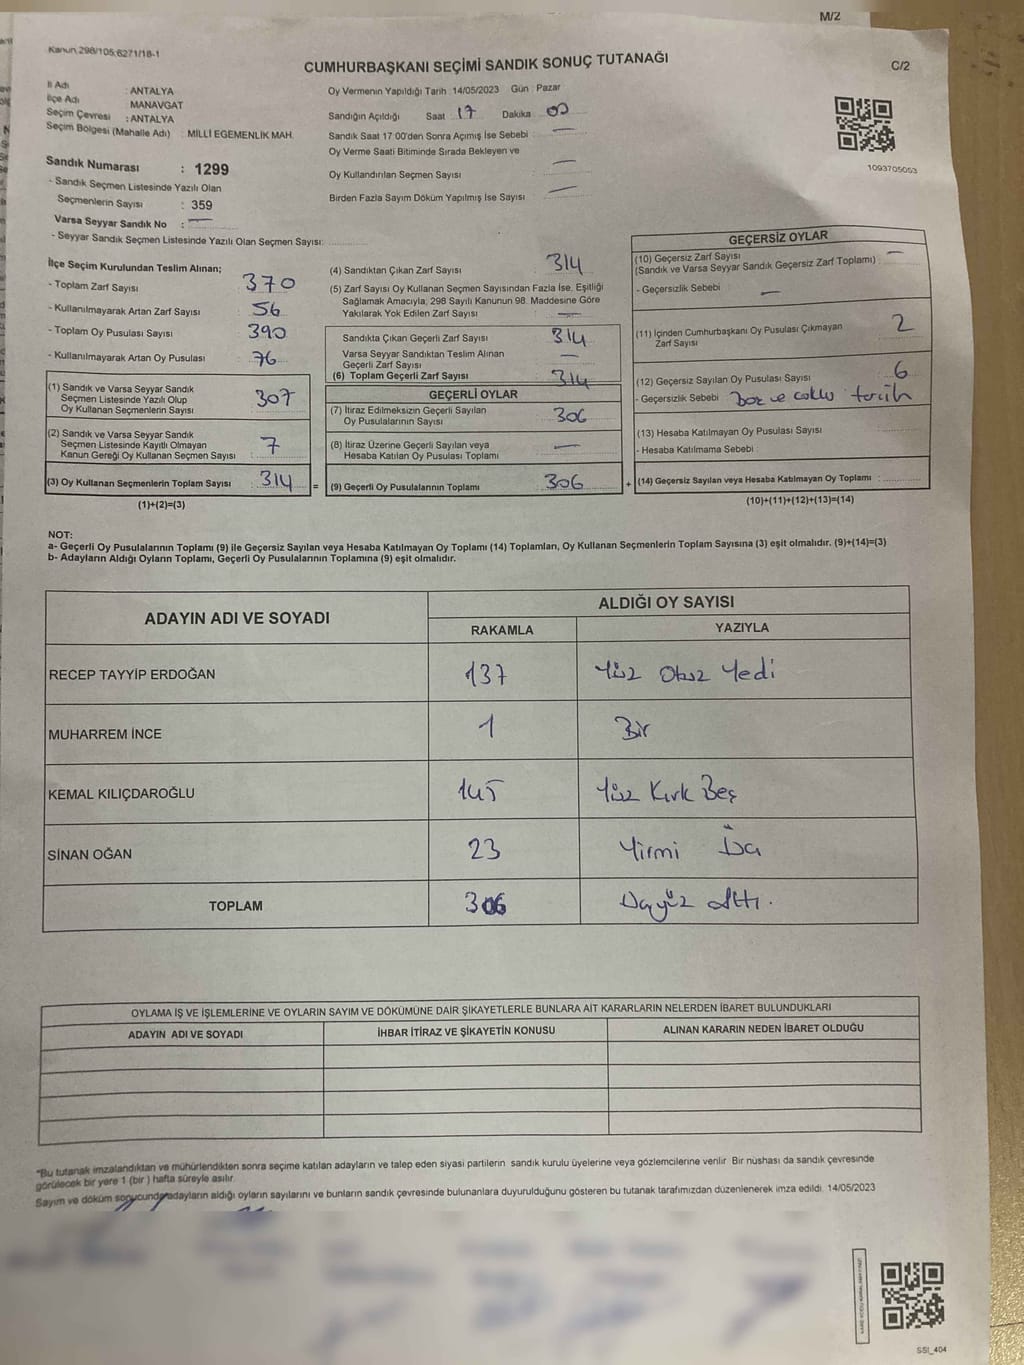 M/2
Kanun 298/105;6271/18-1
CUMHURBAŞKANI SEÇİMİ SANDIK SONUÇ TUTANAĞI
C/2
İl Adı : ANTALYA
İlçe Adı : MANAVGAT
Seçim Çevresi : ANTALYA
Seçim Bölgesi (Mahalle Adı) : MİLLİ EGEMENLİK MAH.
Oy Vermenin Yapıldığı Tarih 14/05/2023 Gün Pazar
Sandığın Açıldığı Saat 17 Dakika 00
Sandık Saat 17:00'den Sonra Açımış İse Sebebi —
Oy Verme Saati Bitiminde Sırada Bekleyen ve
Oy Kullandırılan Seçmen Sayısı —
Birden Fazla Sayım Döküm Yapılmış İse Sayısı —
1093705053
Sandık Numarası : 1299
- Sandık Seçmen Listesinde Yazılı Olan
Seçmenlerin Sayısı : 359
Varsa Seyyar Sandık No : —
- Seyyar Sandık Seçmen Listesinde Yazılı Olan Seçmen Sayısı:
İlçe Seçim Kurulundan Teslim Alınan;
- Toplam Zarf Sayısı 370
- Kullanılmayarak Artan Zarf Sayısı 56
- Toplam Oy Pusulası Sayısı 390
- Kullanılmayarak Artan Oy Pusulası 76
(1) Sandık ve Varsa Seyyar Sandık
Seçmen Listesinde Yazılı Olup
Oy Kullanan Seçmenlerin Sayısı 307
(2) Sandık ve Varsa Seyyar Sandık
Seçmen Listesinde Kayıtlı Olmayan
Kanun Gereği Oy Kullanan Seçmen Sayısı 7
(3) Oy Kullanan Seçmenlerin Toplam Sayısı 314
(1)+(2)=(3)
(4) Sandıktan Çıkan Zarf Sayısı 314
(5) Zarf Sayısı Oy Kullanan Seçmen Sayısından Fazla İse, Eşitliği
Sağlamak Amacıyla; 298 Sayılı Kanunun 98. Maddesine Göre
Yakılarak Yok Edilen Zarf Sayısı —
Sandıkta Çıkan Geçerli Zarf Sayısı 314
Varsa Seyyar Sandıktan Teslim Alınan
Geçerli Zarf Sayısı —
(6) Toplam Geçerli Zarf Sayısı 314
GEÇERLİ OYLAR
(7) İtiraz Edilmeksizin Geçerli Sayılan
Oy Pusulalarının Sayısı 306
(8) İtiraz Üzerine Geçerli Sayılan veya
Hesaba Katılan Oy Pusulası Toplamı —
= (9) Geçerli Oy Pusulalarının Toplamı 306 +
GEÇERSİZ OYLAR
(10) Geçersiz Zarf Sayısı —
(Sandık ve Varsa Seyyar Sandık Geçersiz Zarf Toplamı) :
- Geçersizlik Sebebi : —
(11) İçinden Cumhurbaşkanı Oy Pusulası Çıkmayan
Zarf Sayısı 2
(12) Geçersiz Sayılan Oy Pusulası Sayısı : 6
- Geçersizlik Sebebi : Boz ve coklu tercih
(13) Hesaba Katılmayan Oy Pusulası Sayısı :
- Hesaba Katılmama Sebebi :
(14) Geçersiz Sayılan veya Hesaba Katılmayan Oy Toplamı :
(10)+(11)+(12)+(13)=(14)
NOT:
a- Geçerli Oy Pusulalarının Toplamı (9) ile Geçersiz Sayılan veya Hesaba Katılmayan Oy Toplamı (14) Toplamları, Oy Kullanan Seçmenlerin Toplam Sayısına (3) eşit olmalıdır. (9)+(14)=(3)
b- Adayların Aldığı Oyların Toplamı, Geçerli Oy Pusulalarının Toplamına (9) eşit olmalıdır.
ADAYIN ADI VE SOYADI
ALDIĞI OY SAYISI
RAKAMLA YAZIYLA
RECEP TAYYİP ERDOĞAN 137 Yüz Otuz Yedi
MUHARREM İNCE 1 Bir
KEMAL KILIÇDAROĞLU 145 Yüz Kırk Beş
SİNAN OĞAN 23 Yirmi Üç
TOPLAM 306 Üçyüz Altı.
OYLAMA İŞ VE İŞLEMLERİNE VE OYLARIN SAYIM VE DÖKÜMÜNE DAİR ŞİKAYETLERLE BUNLARA AİT KARARLARIN NELERDEN İBARET BULUNDUKLARI
ADAYIN ADI VE SOYADI İHBAR İTİRAZ VE ŞİKAYETİN KONUSU ALINAN KARARIN NEDEN İBARET OLDUĞU
*Bu tutanak imzalandıktan ve mühürlendikten sonra seçime katılan adayların ve talep eden siyasi partilerin sandık kurulu üyelerine veya gözlemcilerine verilir. Bir nüshası da sandık çevresinde
görülecek bir yere 1 (bir) hafta süreyle asılır.
Sayım ve döküm sonucunda adayların aldığı oyların sayılarını ve bunların sandık çevresinde bulunanlara duyurulduğunu gösteren bu tutanak tarafımızdan düzenlenerek imza edildi. 14/05/2023
SSI_404